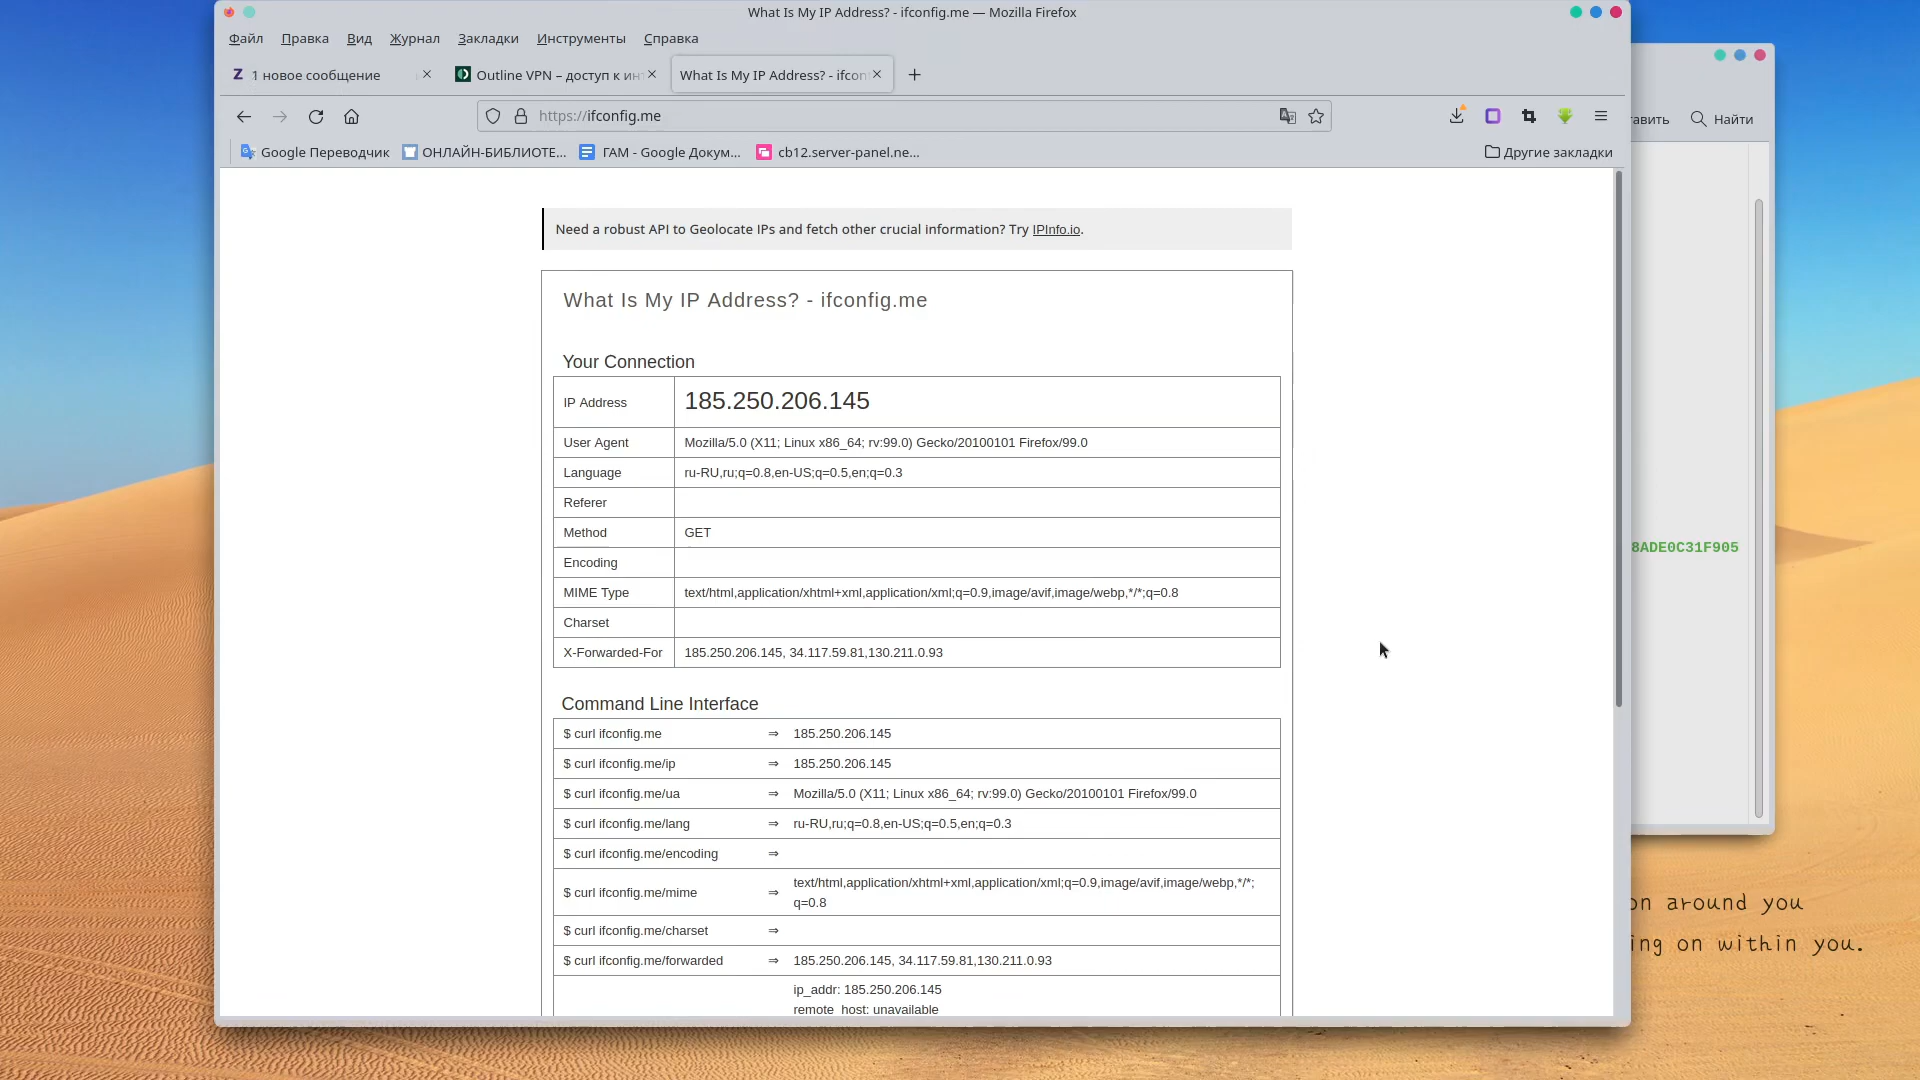 What Is My IP Address? - ifconfig.me — Mozilla Firefox
Файл Правка Вид Журнал Закладки Инструменты Справка
1 новое сообщение
Outline VPN – доступ к ин
What Is My IP Address? - ifcon
https://ifconfig.me
Найти
Google Переводчик
ОНЛАЙН-БИБЛИОТЕ...
ГАМ - Google Докум...
cb12.server-panel.ne...
Другие закладки
Need a robust API to Geolocate IPs and fetch other crucial information? Try IPInfo.io.
What Is My IP Address? - ifconfig.me
Your Connection
IP Address 185.250.206.145
User Agent Mozilla/5.0 (X11; Linux x86_64; rv:99.0) Gecko/20100101 Firefox/99.0
Language ru-RU,ru;q=0.8,en-US;q=0.5,en;q=0.3
Referer
Method GET
Encoding
MIME Type text/html,application/xhtml+xml,application/xml;q=0.9,image/avif,image/webp,*/*;q=0.8
Charset
X-Forwarded-For 185.250.206.145, 34.117.59.81,130.211.0.93
Command Line Interface
$ curl ifconfig.me ⇒ 185.250.206.145
$ curl ifconfig.me/ip ⇒ 185.250.206.145
$ curl ifconfig.me/ua ⇒ Mozilla/5.0 (X11; Linux x86_64; rv:99.0) Gecko/20100101 Firefox/99.0
$ curl ifconfig.me/lang ⇒ ru-RU,ru;q=0.8,en-US;q=0.5,en;q=0.3
$ curl ifconfig.me/encoding ⇒
$ curl ifconfig.me/mime ⇒ text/html,application/xhtml+xml,application/xml;q=0.9,image/avif,image/webp,*/*;
q=0.8
$ curl ifconfig.me/charset ⇒
$ curl ifconfig.me/forwarded ⇒ 185.250.206.145, 34.117.59.81,130.211.0.93
ip_addr: 185.250.206.145
remote_host: unavailable
8ADE0C31F905
on around you
ing on within you.